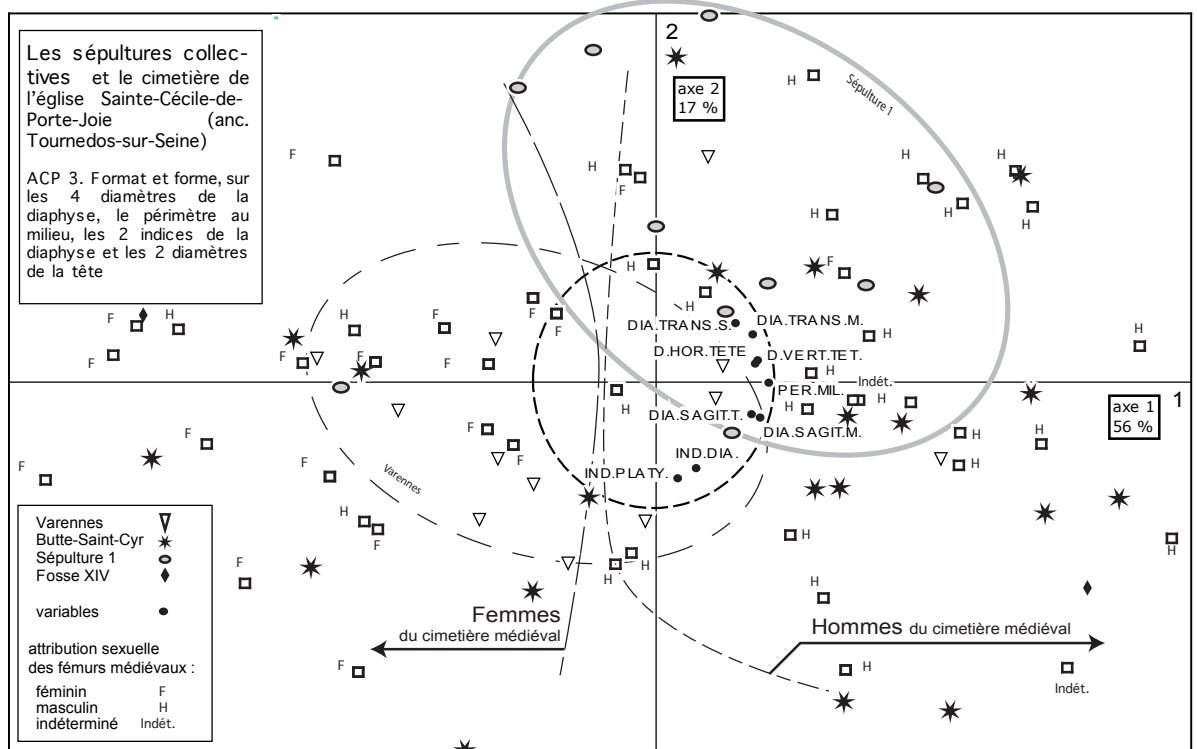 Les sépultures collec-
tives et le cimetière de
l'église Sainte-Cécile-de-
Porte-Joie (anc.
Tournedos-sur-Seine)
ACP 3. Format et forme, sur
les 4 diamètres de la
diaphyse, le périmètre au
milieu, les 2 indices de la
diaphyse et les 2 diamètres
de la tête
2
axe 2
17 %
H
Sépulture 1
F
H
F
H
H
H
H
H
H
F
H
DIA.TRANS.S.
DIA.TRANS.M.
D.HOR.TETE
D.VERT.TET.
F
H
F
H
F
F
F
F
F
F
H
H
H
PER.MIL.
Indét.
H
H
H
1
axe 1
56 %
DIA.SAGIT.T.
DIA.SAGIT.M.
IND.DIA.
IND.PLATY.
F
F
F
F
Varennes
H
H
H
H
F
H
H
F
H
H
H
Femmes
du cimetière médiéval
Hommes du cimetière médiéval
F
H
Indét.
Varennes
Butte-Saint-Cyr
Sépulture 1
Fosse XIV
variables
attribution sexuelle
des fémurs médiévaux :
féminin F
masculin H
indéterminé Indét.